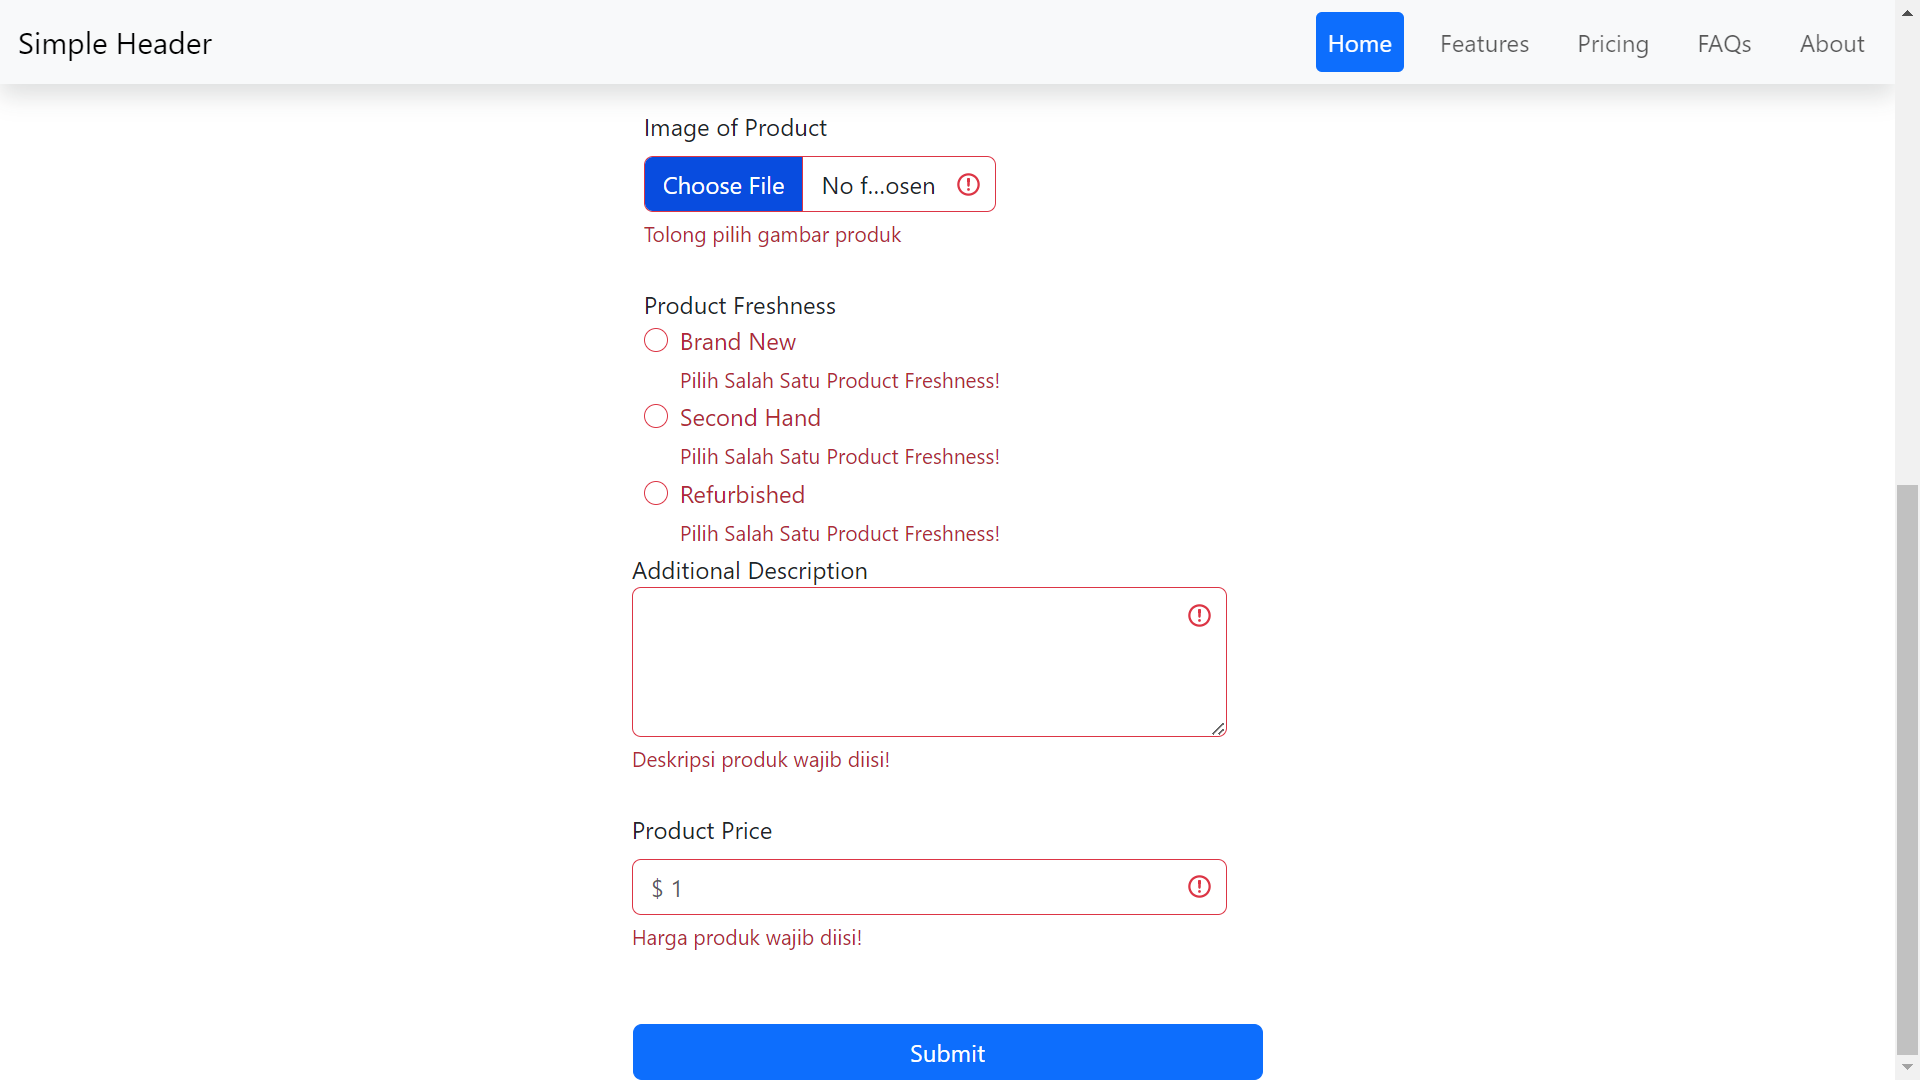 Simple Header
Home Features Pricing FAQs About
Image of Product
Choose File No f...osen
Tolong pilih gambar produk
Product Freshness
Brand New
Pilih Salah Satu Product Freshness!
Second Hand
Pilih Salah Satu Product Freshness!
Refurbished
Pilih Salah Satu Product Freshness!
Additional Description
Deskripsi produk wajib diisi!
Product Price
$ 1
Harga produk wajib diisi!
Submit